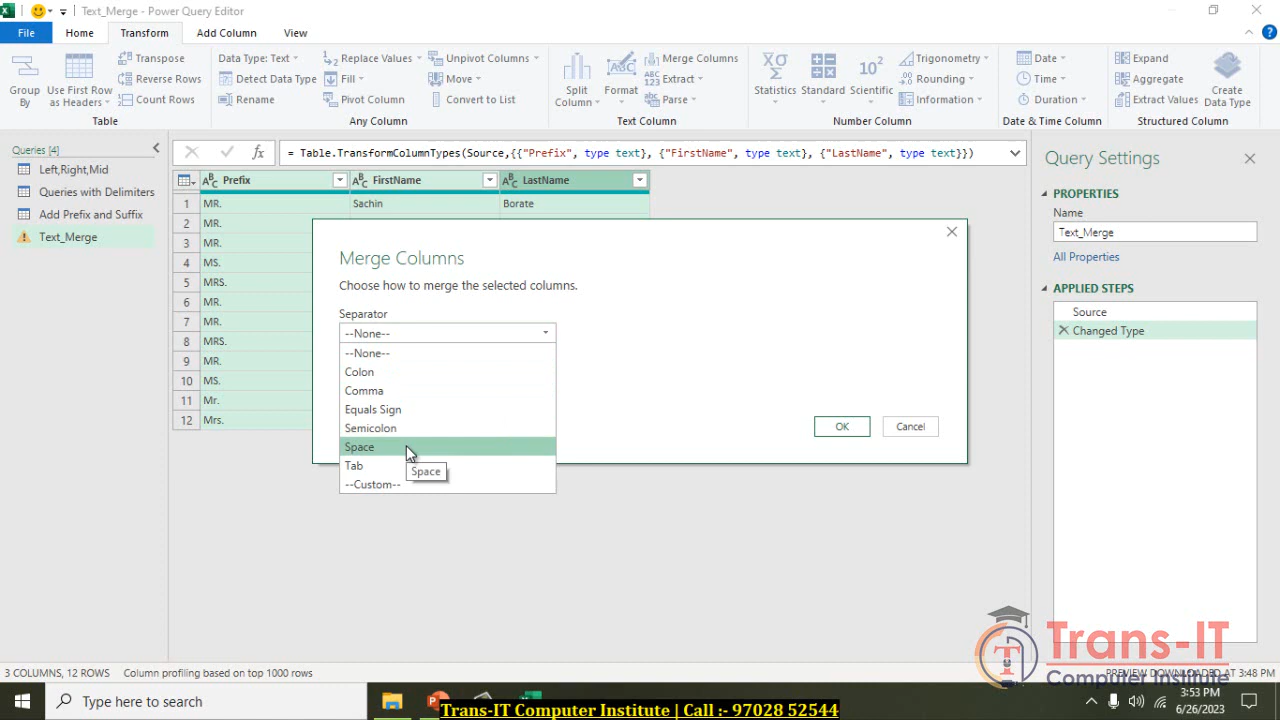 Text_Merge - Power Query Editor
File Home Transform Add Column View
Group By
Use First Row as Headers
Transpose
Reverse Rows
Count Rows
Table
Data Type: Text
Detect Data Type
Rename
Replace Values
Fill
Pivot Column
Unpivot Columns
Move
Convert to List
Any Column
Split Column
Format
Merge Columns
Extract
Parse
Text Column
Statistics
Standard
Scientific
Trigonometry
Rounding
Information
Number Column
Date
Time
Duration
Date & Time Column
Expand
Aggregate
Extract Values
Create Data Type
Structured Column
Queries [4]
Left,Right,Mid
Queries with Delimiters
Add Prefix and Suffix
Text_Merge
= Table.TransformColumnTypes(Source,{{"Prefix", type text}, {"FirstName", type text}, {"LastName", type text}})
Prefix FirstName LastName
1 MR. Sachin Borate
2 MR.
3 MR.
4 MS.
5 MRS.
6 MR.
7 MR.
8 MRS.
9 MR.
10 MS.
11 Mr.
12 Mrs.
Merge Columns
Choose how to merge the selected columns.
Separator
--None--
--None--
Colon
Comma
Equals Sign
Semicolon
Space
Tab
--Custom--
Space
OK Cancel
Query Settings
PROPERTIES
Name
Text_Merge
All Properties
APPLIED STEPS
Source
Changed Type
Trans-IT
Computer Institute
3 COLUMNS, 12 ROWS Column profiling based on top 1000 rows
PREVIEW DOWNLOADED AT 3:48 PM
Type here to search
Trans-IT Computer Institute | Call :- 97028 52544
3:53 PM
6/26/2023